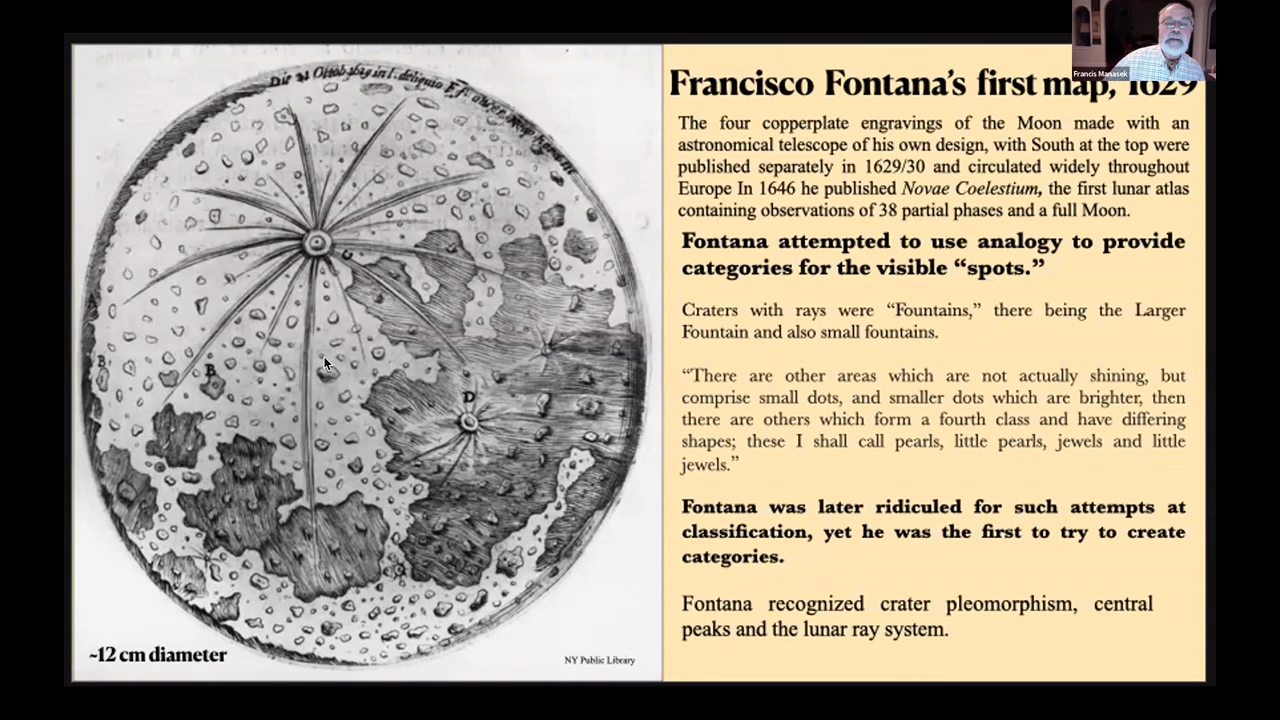 Francis Manasek
Die 21 Ottob 1629 in
Francisco Fontana's first map, 1629
The four copperplate engravings of the Moon made with an
astronomical telescope of his own design, with South at the top were
published separately in 1629/30 and circulated widely throughout
Europe In 1646 he published Novae Coelestium, the first lunar atlas
containing observations of 38 partial phases and a full Moon.
Fontana attempted to use analogy to provide
categories for the visible “spots.”
Craters with rays were “Fountains,” there being the Larger
Fountain and also small fountains.
“There are other areas which are not actually shining, but
comprise small dots, and smaller dots which are brighter, then
there are others which form a fourth class and have differing
shapes; these I shall call pearls, little pearls, jewels and little
jewels.”
Fontana was later ridiculed for such attempts at
classification, yet he was the first to try to create
categories.
Fontana recognized crater pleomorphism, central
peaks and the lunar ray system.
C
B
B
D
~12 cm diameter
NY Public Library